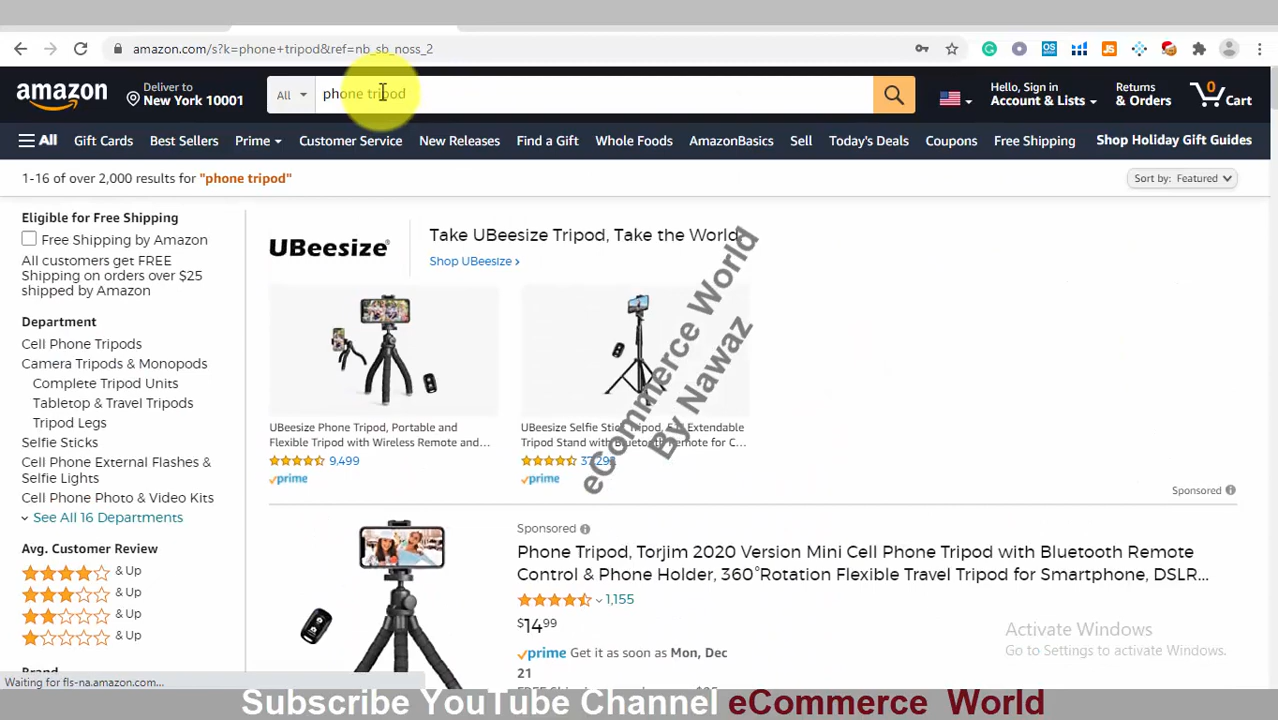 amazon.com/s?k=phone+tripod&ref=nb_sb_noss_2
amazon
Deliver to
New York 10001
All
phone tripod
Hello, Sign in
Account & Lists
Returns
& Orders
0
Cart
All
Gift Cards
Best Sellers
Prime
Customer Service
New Releases
Find a Gift
Whole Foods
AmazonBasics
Sell
Today's Deals
Coupons
Free Shipping
Shop Holiday Gift Guides
1-16 of over 2,000 results for "phone tripod"
Sort by: Featured
Eligible for Free Shipping
Free Shipping by Amazon
All customers get FREE
Shipping on orders over $25
shipped by Amazon
Department
Cell Phone Tripods
Camera Tripods & Monopods
Complete Tripod Units
Tabletop & Travel Tripods
Tripod Legs
Selfie Sticks
Cell Phone External Flashes &
Selfie Lights
Cell Phone Photo & Video Kits
See All 16 Departments
Avg. Customer Review
& Up
& Up
& Up
& Up
UBeesize
Take UBeesize Tripod, Take the World
Shop UBeesize ›
UBeesize Phone Tripod, Portable and
Flexible Tripod with Wireless Remote and...
9,499
prime
UBeesize Selfie Stick Tripod, Extendable
Tripod Stand with Bluetooth Remote for C...
prime
eCommerce World
By Nawaz
Sponsored
Sponsored
Phone Tripod, Torjim 2020 Version Mini Cell Phone Tripod with Bluetooth Remote
Control & Phone Holder, 360°Rotation Flexible Travel Tripod for Smartphone, DSLR...
1,155
$14 99
prime Get it as soon as Mon, Dec
21
Activate Windows
Go to Settings to activate Windows.
Waiting for fls-na.amazon.com...
Subscribe YouTube Channel eCommerce World